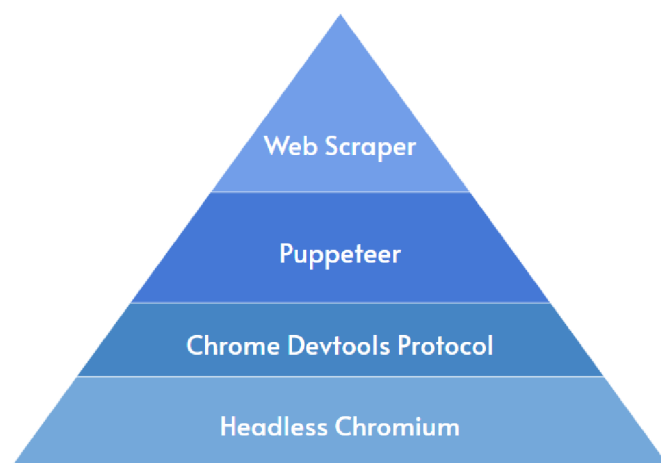 Web Scraper
Puppeteer
Chrome Devtools Protocol
Headless Chromium